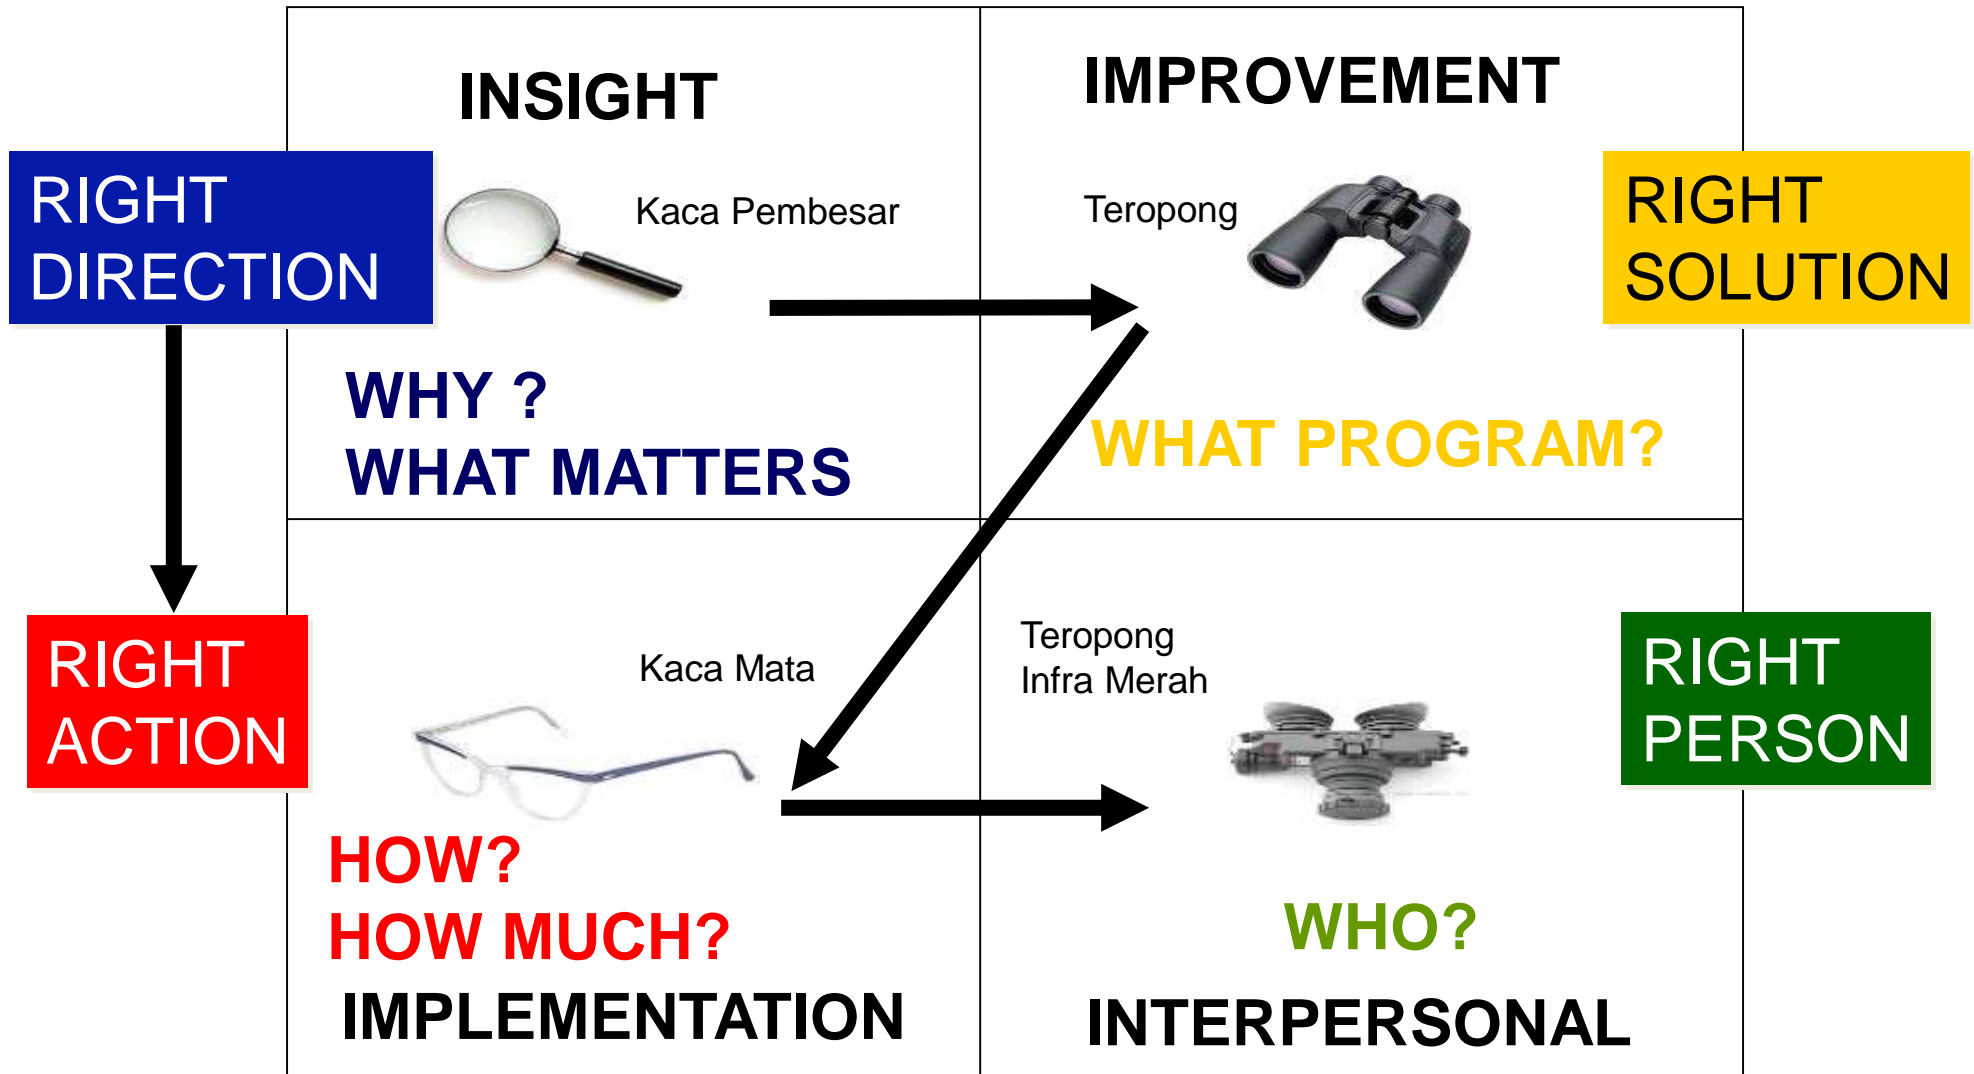 INSIGHT
IMPROVEMENT
RIGHT
DIRECTION
Kaca Pembesar
Teropong
RIGHT
SOLUTION
WHY ?
WHAT MATTERS
WHAT PROGRAM?
RIGHT
ACTION
Kaca Mata
Teropong
Infra Merah
RIGHT
PERSON
HOW?
HOW MUCH?
WHO?
IMPLEMENTATION
INTERPERSONAL